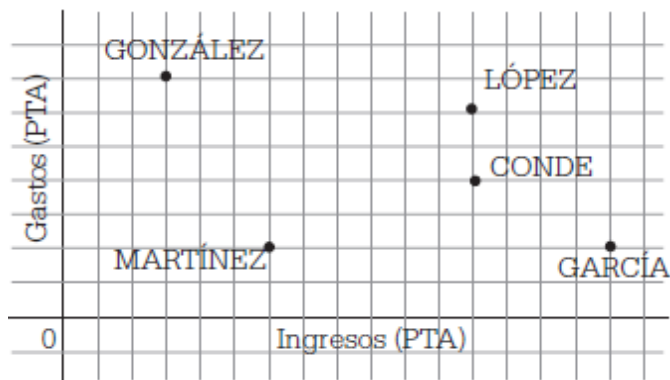 GONZÁLEZ
LÓPEZ
Gastos (PTA)
CONDE
MARTÍNEZ
GARCÍA
0
Ingresos (PTA)